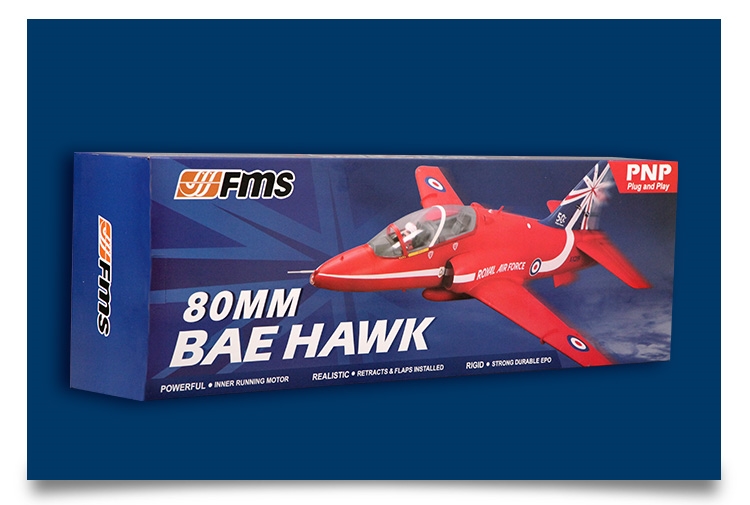 FMS
PNP
Plug and Play
ROYAL AIR FORCE
80MM
BAE HAWK
POWERFUL • INNER RUNNING MOTOR
REALISTIC • RETRACTS & FLAPS INSTALLED
RIGID • STRONG DURABLE EPO
FMS